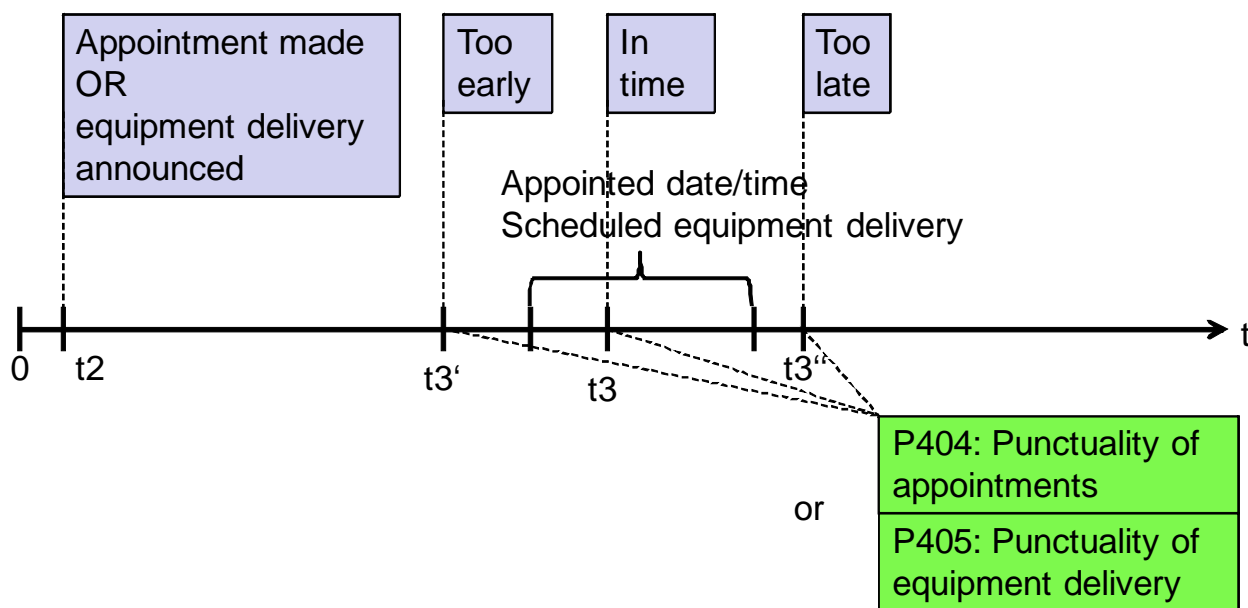 Appointment made
OR
equipment delivery
announced
Too
early
In
time
Too
late
Appointed date/time
Scheduled equipment delivery
t
0
t2
t3‘
t3
t3“
or
P404: Punctuality of
appointments
P405: Punctuality of
equipment delivery